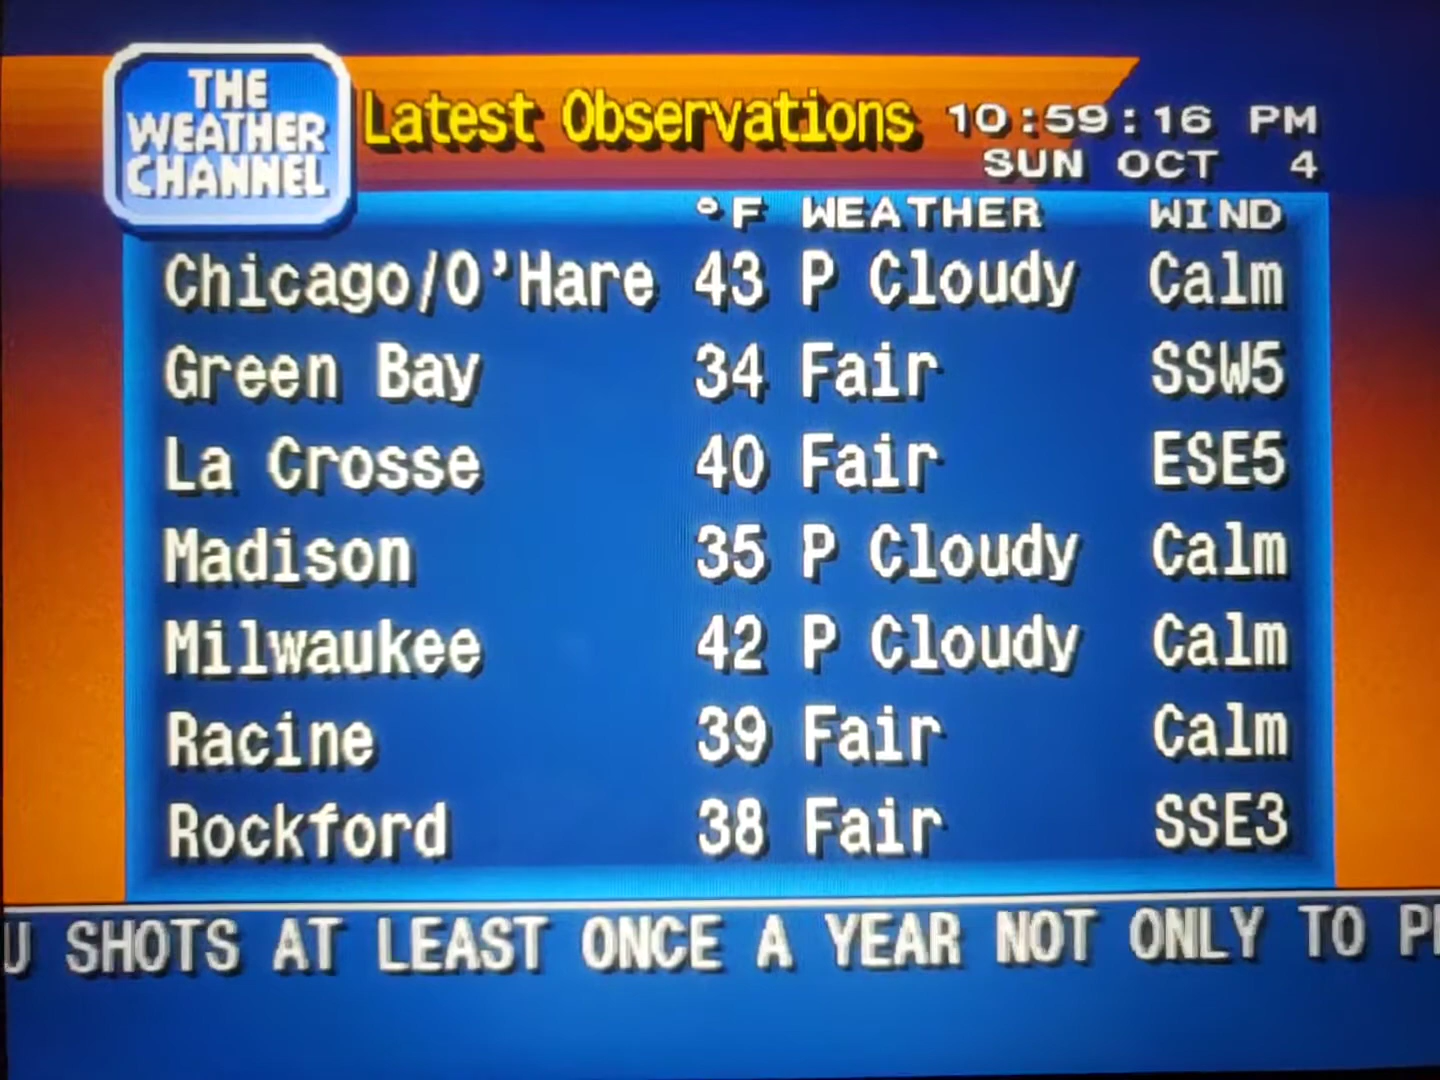 THE
WEATHER
CHANNEL
Latest Observations
10:59:16 PM
SUN OCT 4
°F WEATHER WIND
Chicago/O'Hare 43 P Cloudy Calm
Green Bay 34 Fair SSW5
La Crosse 40 Fair ESE5
Madison 35 P Cloudy Calm
Milwaukee 42 P Cloudy Calm
Racine 39 Fair Calm
Rockford 38 Fair SSE3
SHOTS AT LEAST ONCE A YEAR NOT ONLY TO